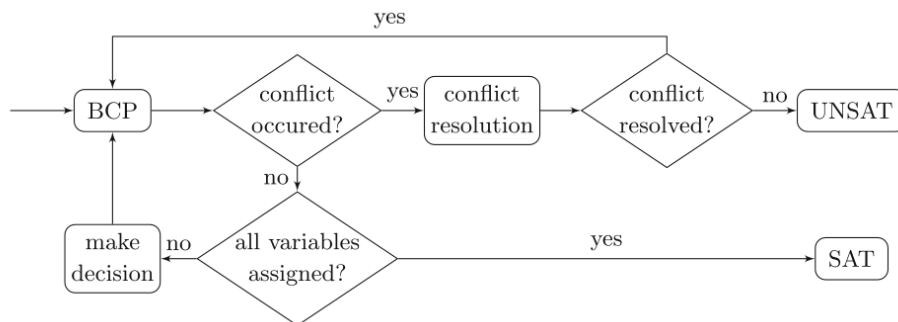 yes
BCP
conflict
occured?
yes
conflict
resolution
conflict
resolved?
no
UNSAT
no
make
decision
no
all variables
assigned?
yes
SAT